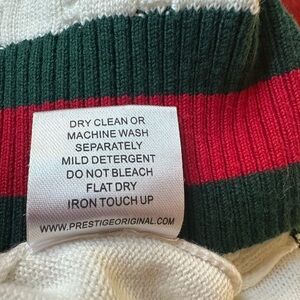 DRY CLEAN OR
MACHINE WASH
SEPARATELY
MILD DETERGENT
DO NOT BLEACH
FLAT DRY
IRON TOUCH UP
WWW.PRESTIGEORIGINAL.COM